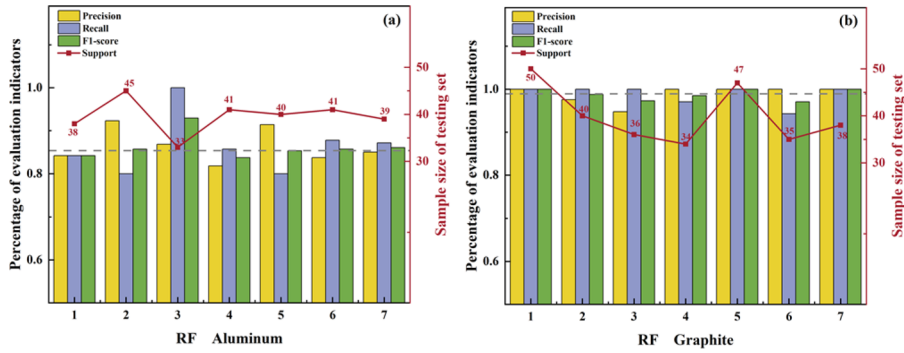 (a)
Precision
Recall
F1-score
Support
Percentage of evaluation indicators
1.0
0.8
0.6
38
45
33
41
40
41
39
50
40
30
Sample size of testing set
1 2 3 4 5 6 7
RF Aluminum
(b)
Precision
Recall
F1-score
Support
Percentage of evaluation indicators
1.0
0.8
0.6
50
40
36
34
47
35
38
50
40
30
Sample size of testing set
1 2 3 4 5 6 7
RF Graphite